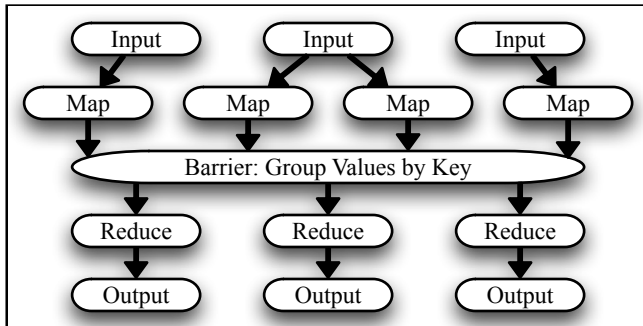 Input Input Input
Map Map Map Map
Barrier: Group Values by Key
Reduce Reduce Reduce
Output Output Output